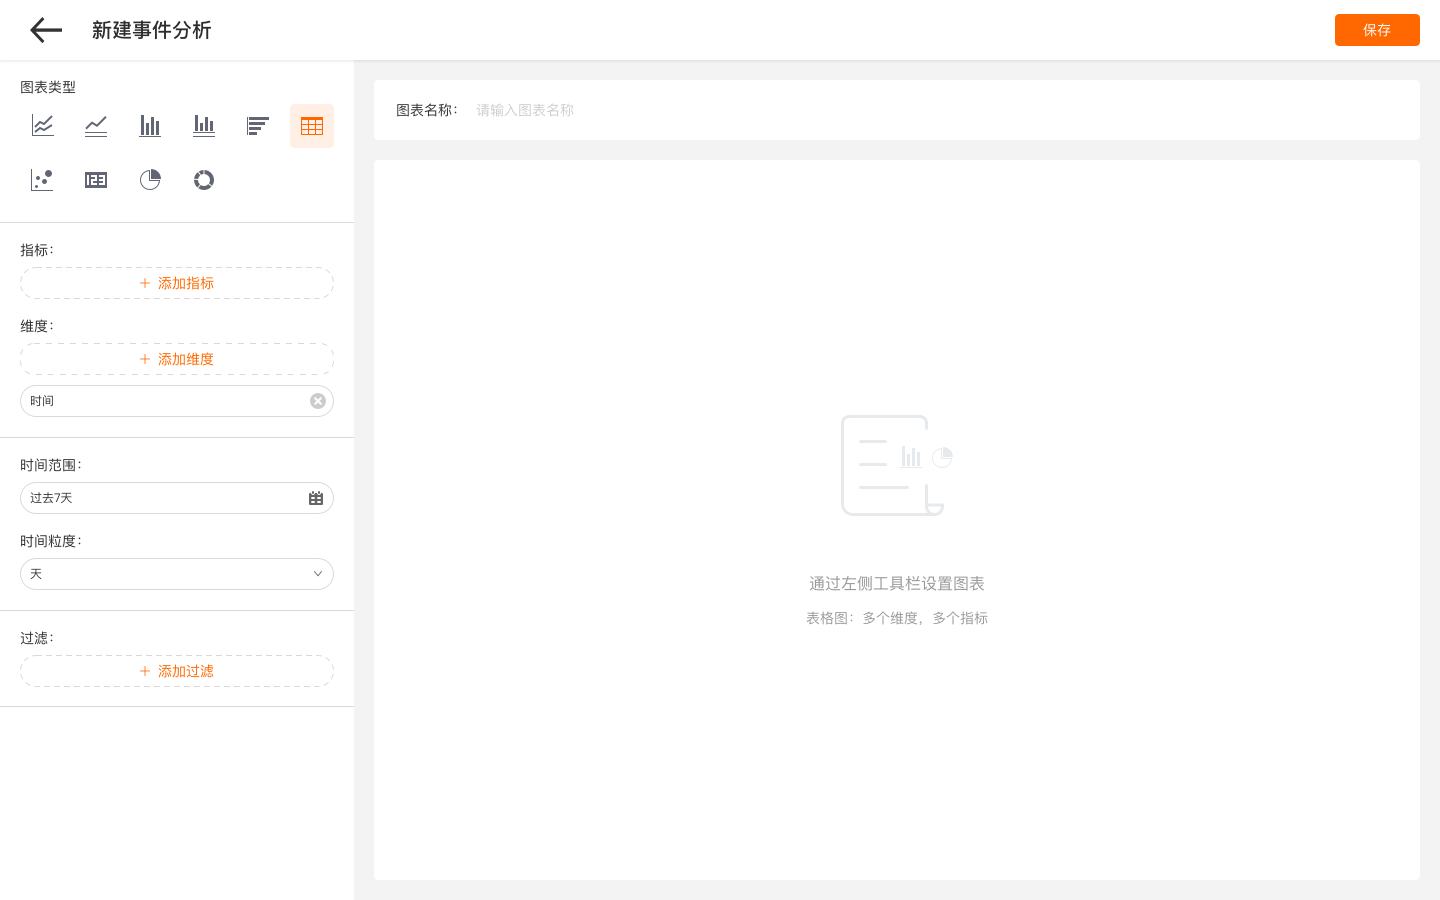 新建事件分析
保存
图表类型
图表名称：
请输入图表名称
指标：
添加指标
维度：
添加维度
时间
时间范围：
过去7天
时间粒度：
天
过滤：
添加过滤
通过左侧工具栏设置图表
表格图：多个维度，多个指标